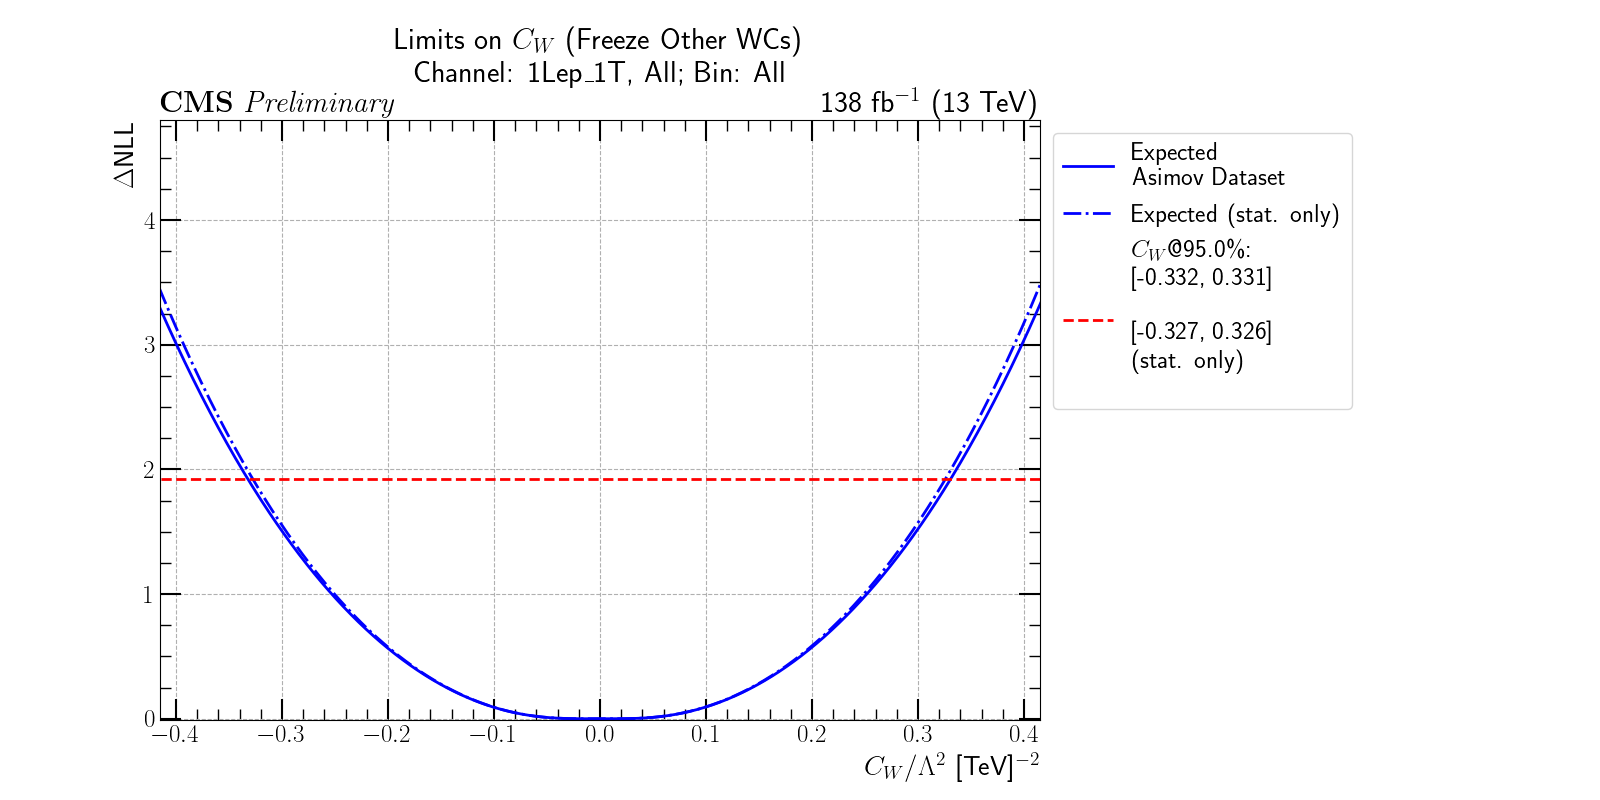 Limits on C_W (Freeze Other WCs)
Channel: 1Lep_1T, All; Bin: All
CMS Preliminary
138 fb⁻¹ (13 TeV)
ΔNLL
4
3
2
1
0
−0.4 −0.3 −0.2 −0.1 0.0 0.1 0.2 0.3 0.4
C_W/Λ² [TeV]⁻²
Expected
Asimov Dataset
Expected (stat. only)
C_W@95.0%:
[-0.332, 0.331]
[-0.327, 0.326]
(stat. only)